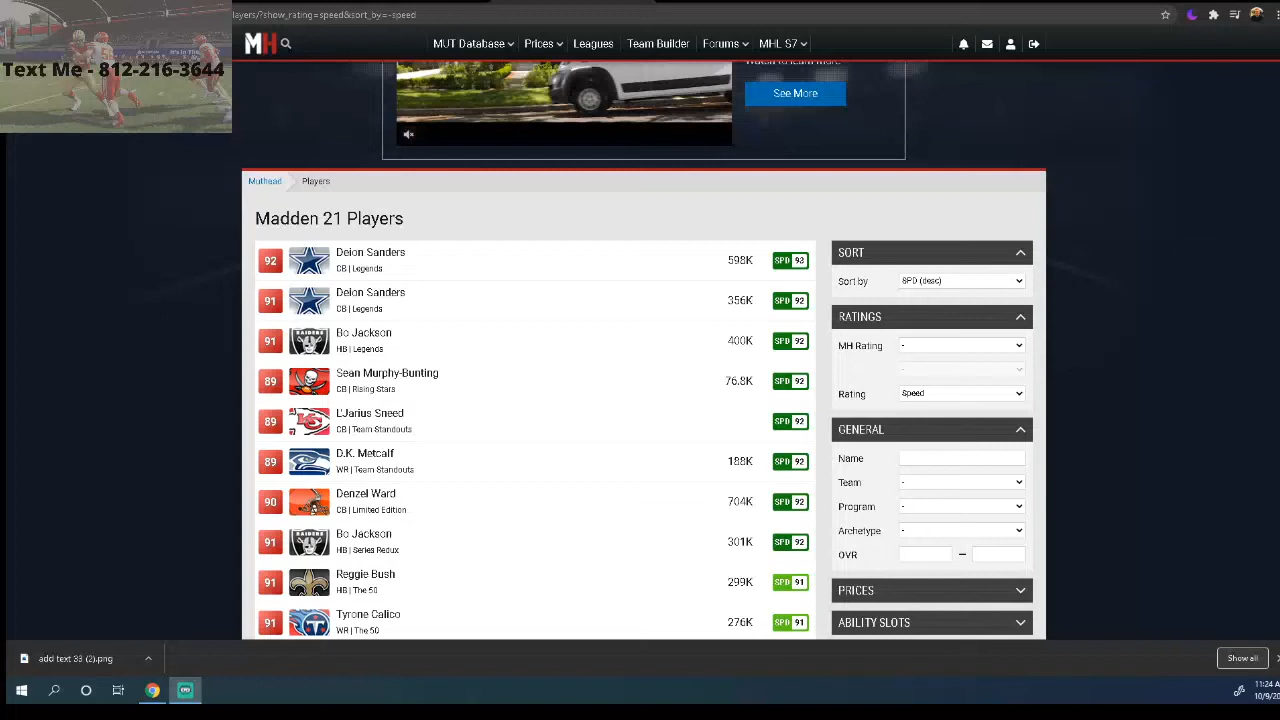 layers/?show_rating=speed&sort_by=-speed
Text Me - 812-216-3644
MH
MUT Database
Prices
Leagues
Team Builder
Forums
MHL S7
See More
Muthead
Players
Madden 21 Players
92 Deion Sanders 598K SPD 93
CB | Legends
91 Deion Sanders 356K SPD 92
CB | Legends
91 Bo Jackson 400K SPD 92
HB | Legends
89 Sean Murphy-Bunting 76.8K SPD 92
CB | Rising Stars
89 L'Jarius Sneed SPD 92
CB | Team Standouts
89 D.K. Metcalf 188K SPD 92
WR | Team Standouts
90 Denzel Ward 704K SPD 92
CB | Limited Edition
91 Bo Jackson 301K SPD 92
HB | Series Redux
91 Reggie Bush 299K SPD 91
HB | The 50
91 Tyrone Calico 276K SPD 91
WR | The 50
SORT
Sort by SPD (desc)
RATINGS
MH Rating -
-
Rating Speed
GENERAL
Name
Team -
Program -
Archetype -
OVR —
PRICES
ABILITY SLOTS
add text 33 (2).png
Show all
11:24 A
10/9/20